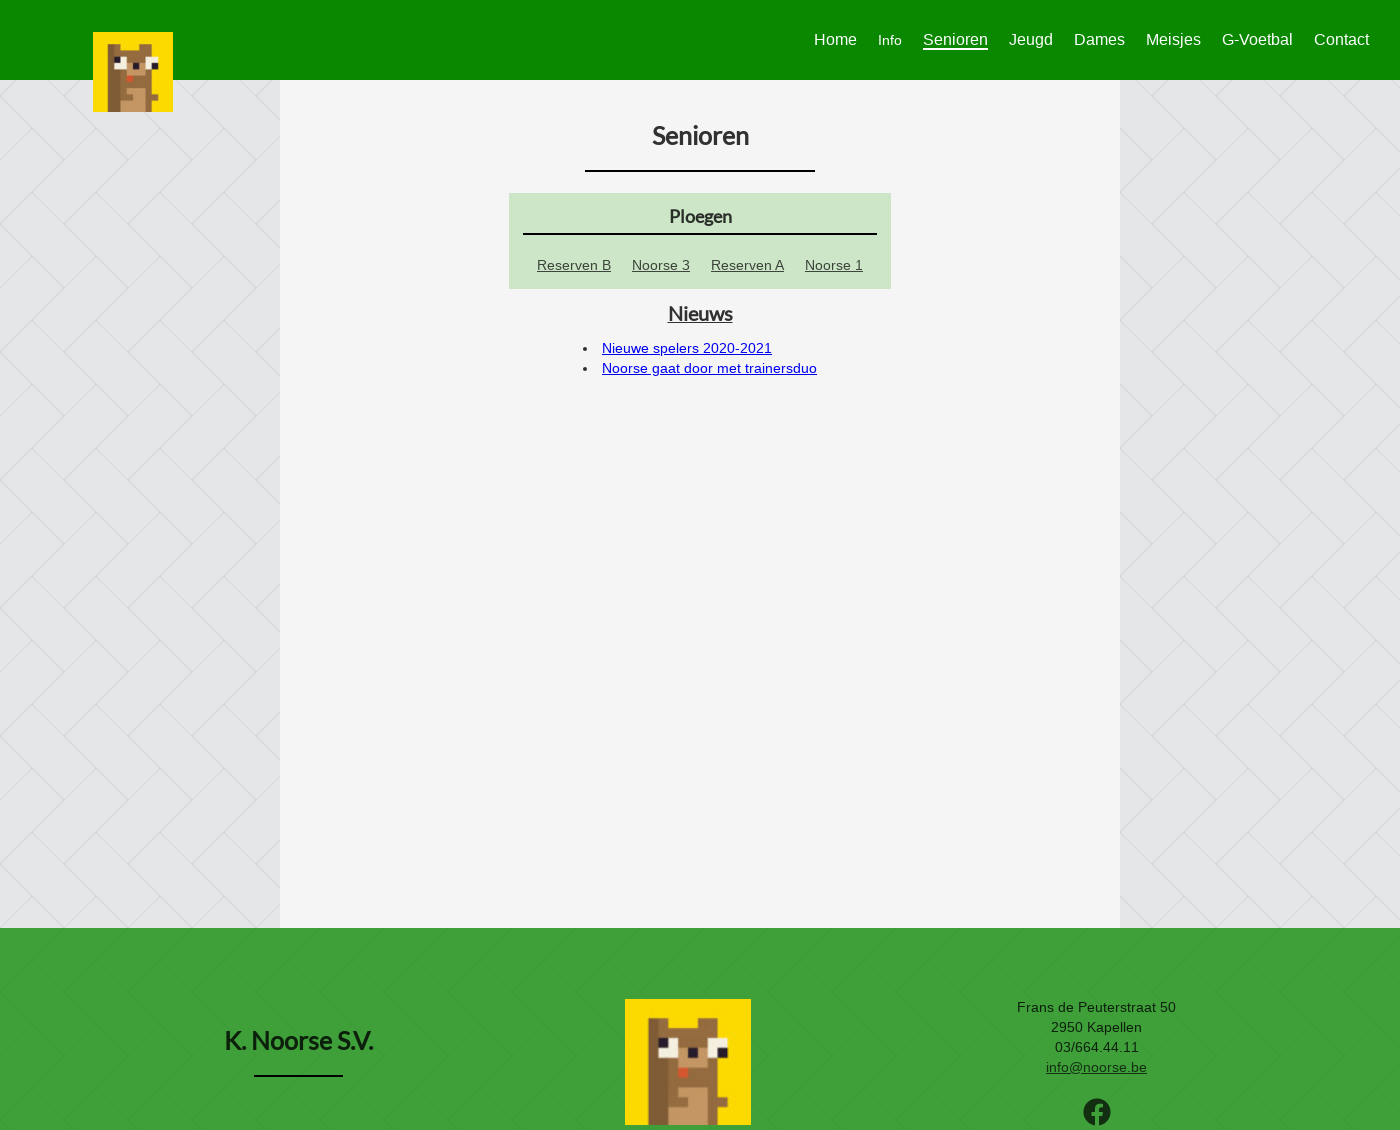 Home Info Senioren Jeugd Dames Meisjes G-Voetbal Contact
Senioren
Ploegen
Reserven B Noorse 3 Reserven A Noorse 1
Nieuws
Nieuwe spelers 2020-2021
Noorse gaat door met trainersduo
K. Noorse S.V.
Frans de Peuterstraat 50
2950 Kapellen
03/664.44.11
info@noorse.be